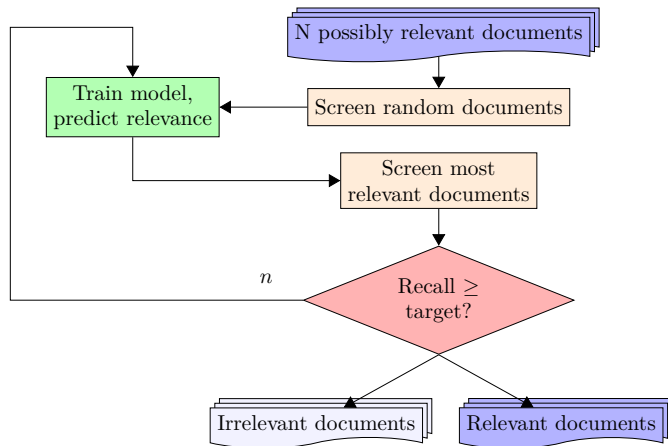 N possibly relevant documents
Train model,
predict relevance
Screen random documents
Screen most
relevant documents
n
Recall ≥
target?
Irrelevant documents
Relevant documents